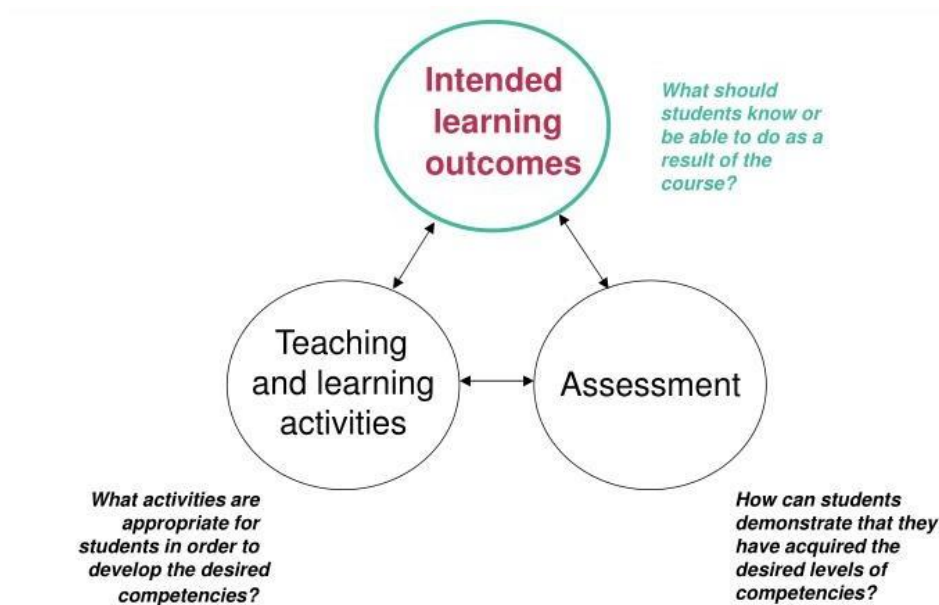 Intended
learning
outcomes
What should
students know or
be able to do as a
result of the
course?
Teaching
and learning
activities
Assessment
What activities are
appropriate for
students in order to
develop the desired
competencies?
How can students
demonstrate that they
have acquired the
desired levels of
competencies?